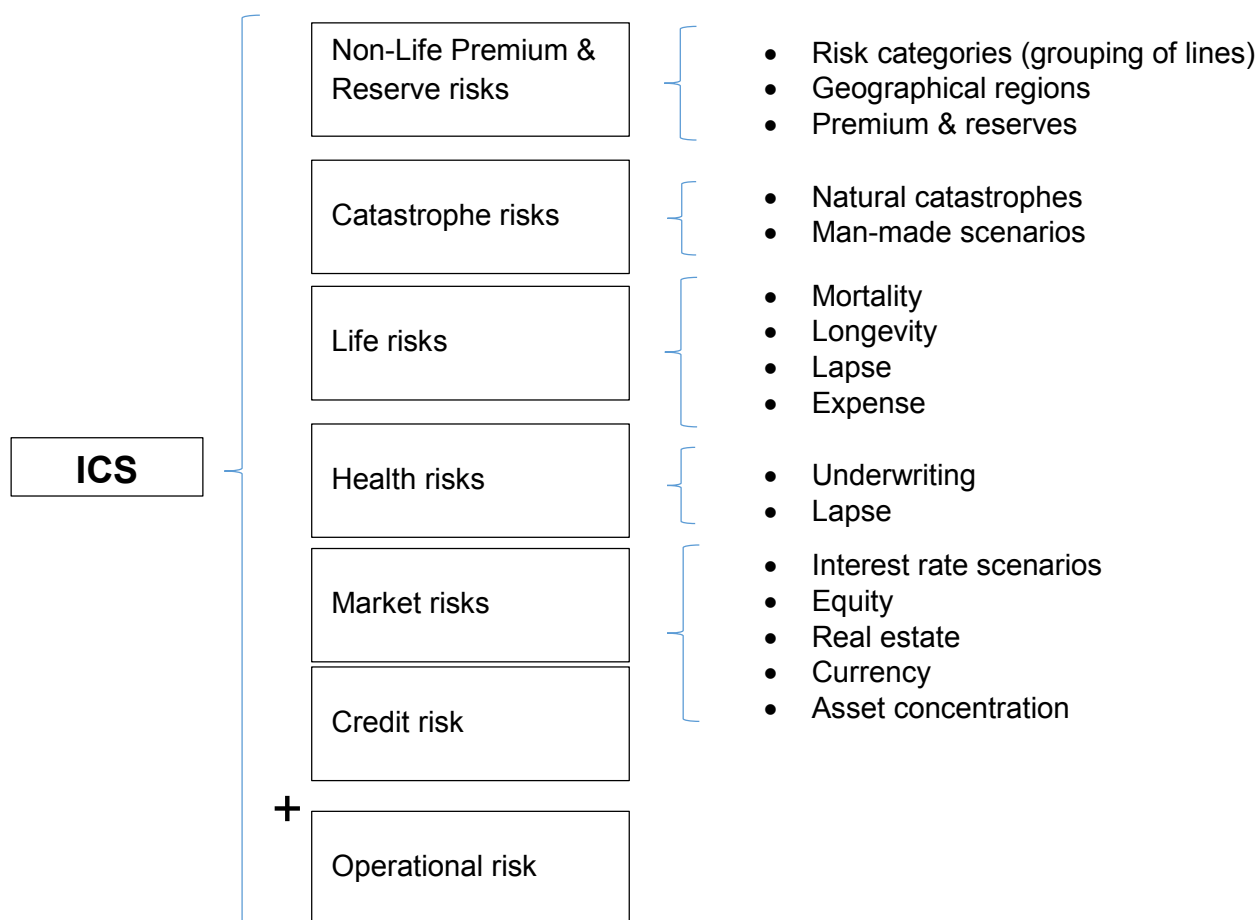 Non-Life Premium &
Reserve risks
• Risk categories (grouping of lines)
• Geographical regions
• Premium & reserves
Catastrophe risks
• Natural catastrophes
• Man-made scenarios
Life risks
• Mortality
• Longevity
• Lapse
• Expense
ICS
Health risks
• Underwriting
• Lapse
Market risks
• Interest rate scenarios
• Equity
• Real estate
• Currency
• Asset concentration
Credit risk
+
Operational risk